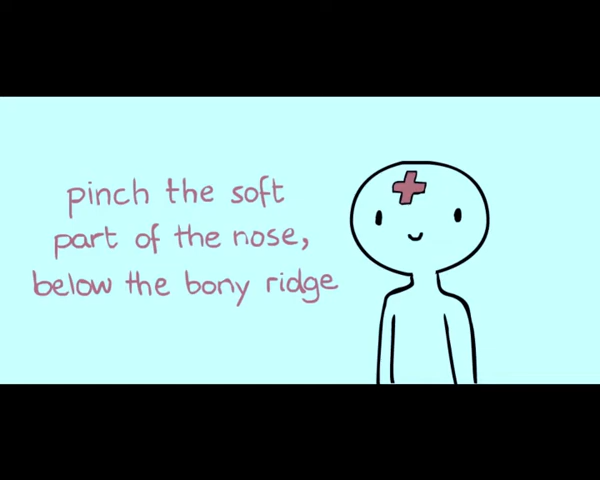 pinch the soft
part of the nose,
below the bony ridge